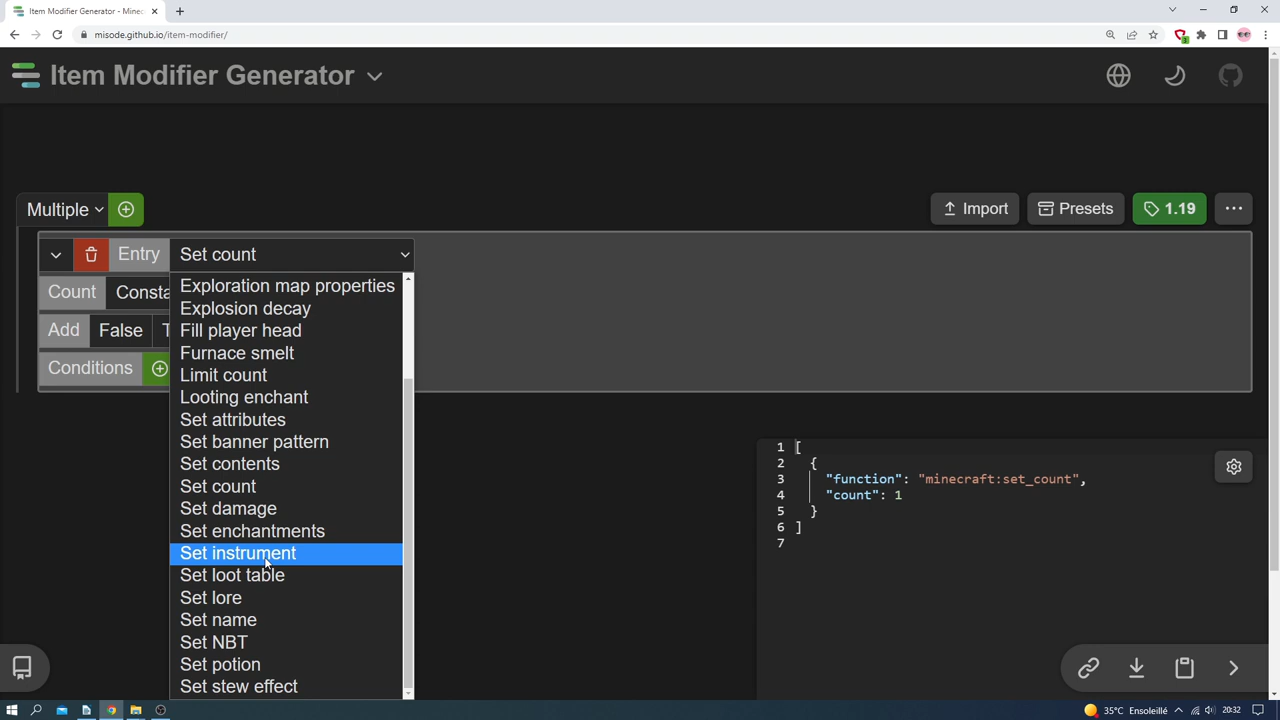 Item Modifier Generator - Minec
misode.github.io/item-modifier/
Item Modifier Generator
Multiple
Import
Presets
1.19
Entry
Set count
Count
Consta
Add
False
T
Conditions
Exploration map properties
Explosion decay
Fill player head
Furnace smelt
Limit count
Looting enchant
Set attributes
Set banner pattern
Set contents
Set count
Set damage
Set enchantments
Set instrument
Set loot table
Set lore
Set name
Set NBT
Set potion
Set stew effect
1 [
2 {
3 "function": "minecraft:set_count",
4 "count": 1
5 }
6 ]
7
35°C Ensoleillé
20:32